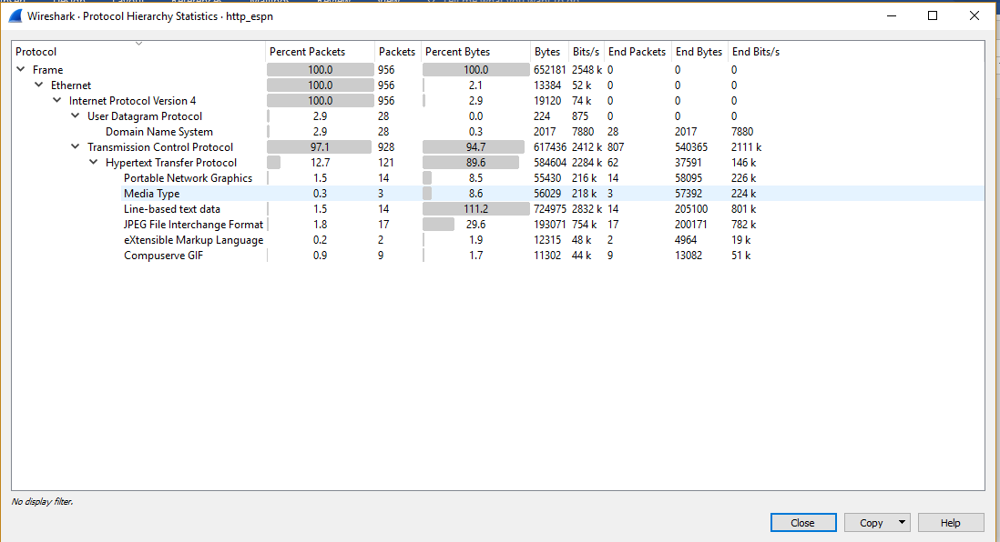 Wireshark · Protocol Hierarchy Statistics · http_espn
Protocol Percent Packets Packets Percent Bytes Bytes Bits/s End Packets End Bytes End Bits/s
Frame 100.0 956 100.0 652181 2548 k 0 0 0
Ethernet 100.0 956 2.1 13384 52 k 0 0 0
Internet Protocol Version 4 100.0 956 2.9 19120 74 k 0 0 0
User Datagram Protocol 2.9 28 0.0 224 875 0 0 0
Domain Name System 2.9 28 0.3 2017 7880 28 2017 7880
Transmission Control Protocol 97.1 928 94.7 617436 2412 k 807 540365 2111 k
Hypertext Transfer Protocol 12.7 121 89.6 584604 2284 k 62 37591 146 k
Portable Network Graphics 1.5 14 8.5 55430 216 k 14 58095 226 k
Media Type 0.3 3 8.6 56029 218 k 3 57392 224 k
Line-based text data 1.5 14 111.2 724975 2832 k 14 205100 801 k
JPEG File Interchange Format 1.8 17 29.6 193071 754 k 17 200171 782 k
eXtensible Markup Language 0.2 2 1.9 12315 48 k 2 4964 19 k
Compuserve GIF 0.9 9 1.7 11302 44 k 9 13082 51 k
No display filter.
Close Copy Help